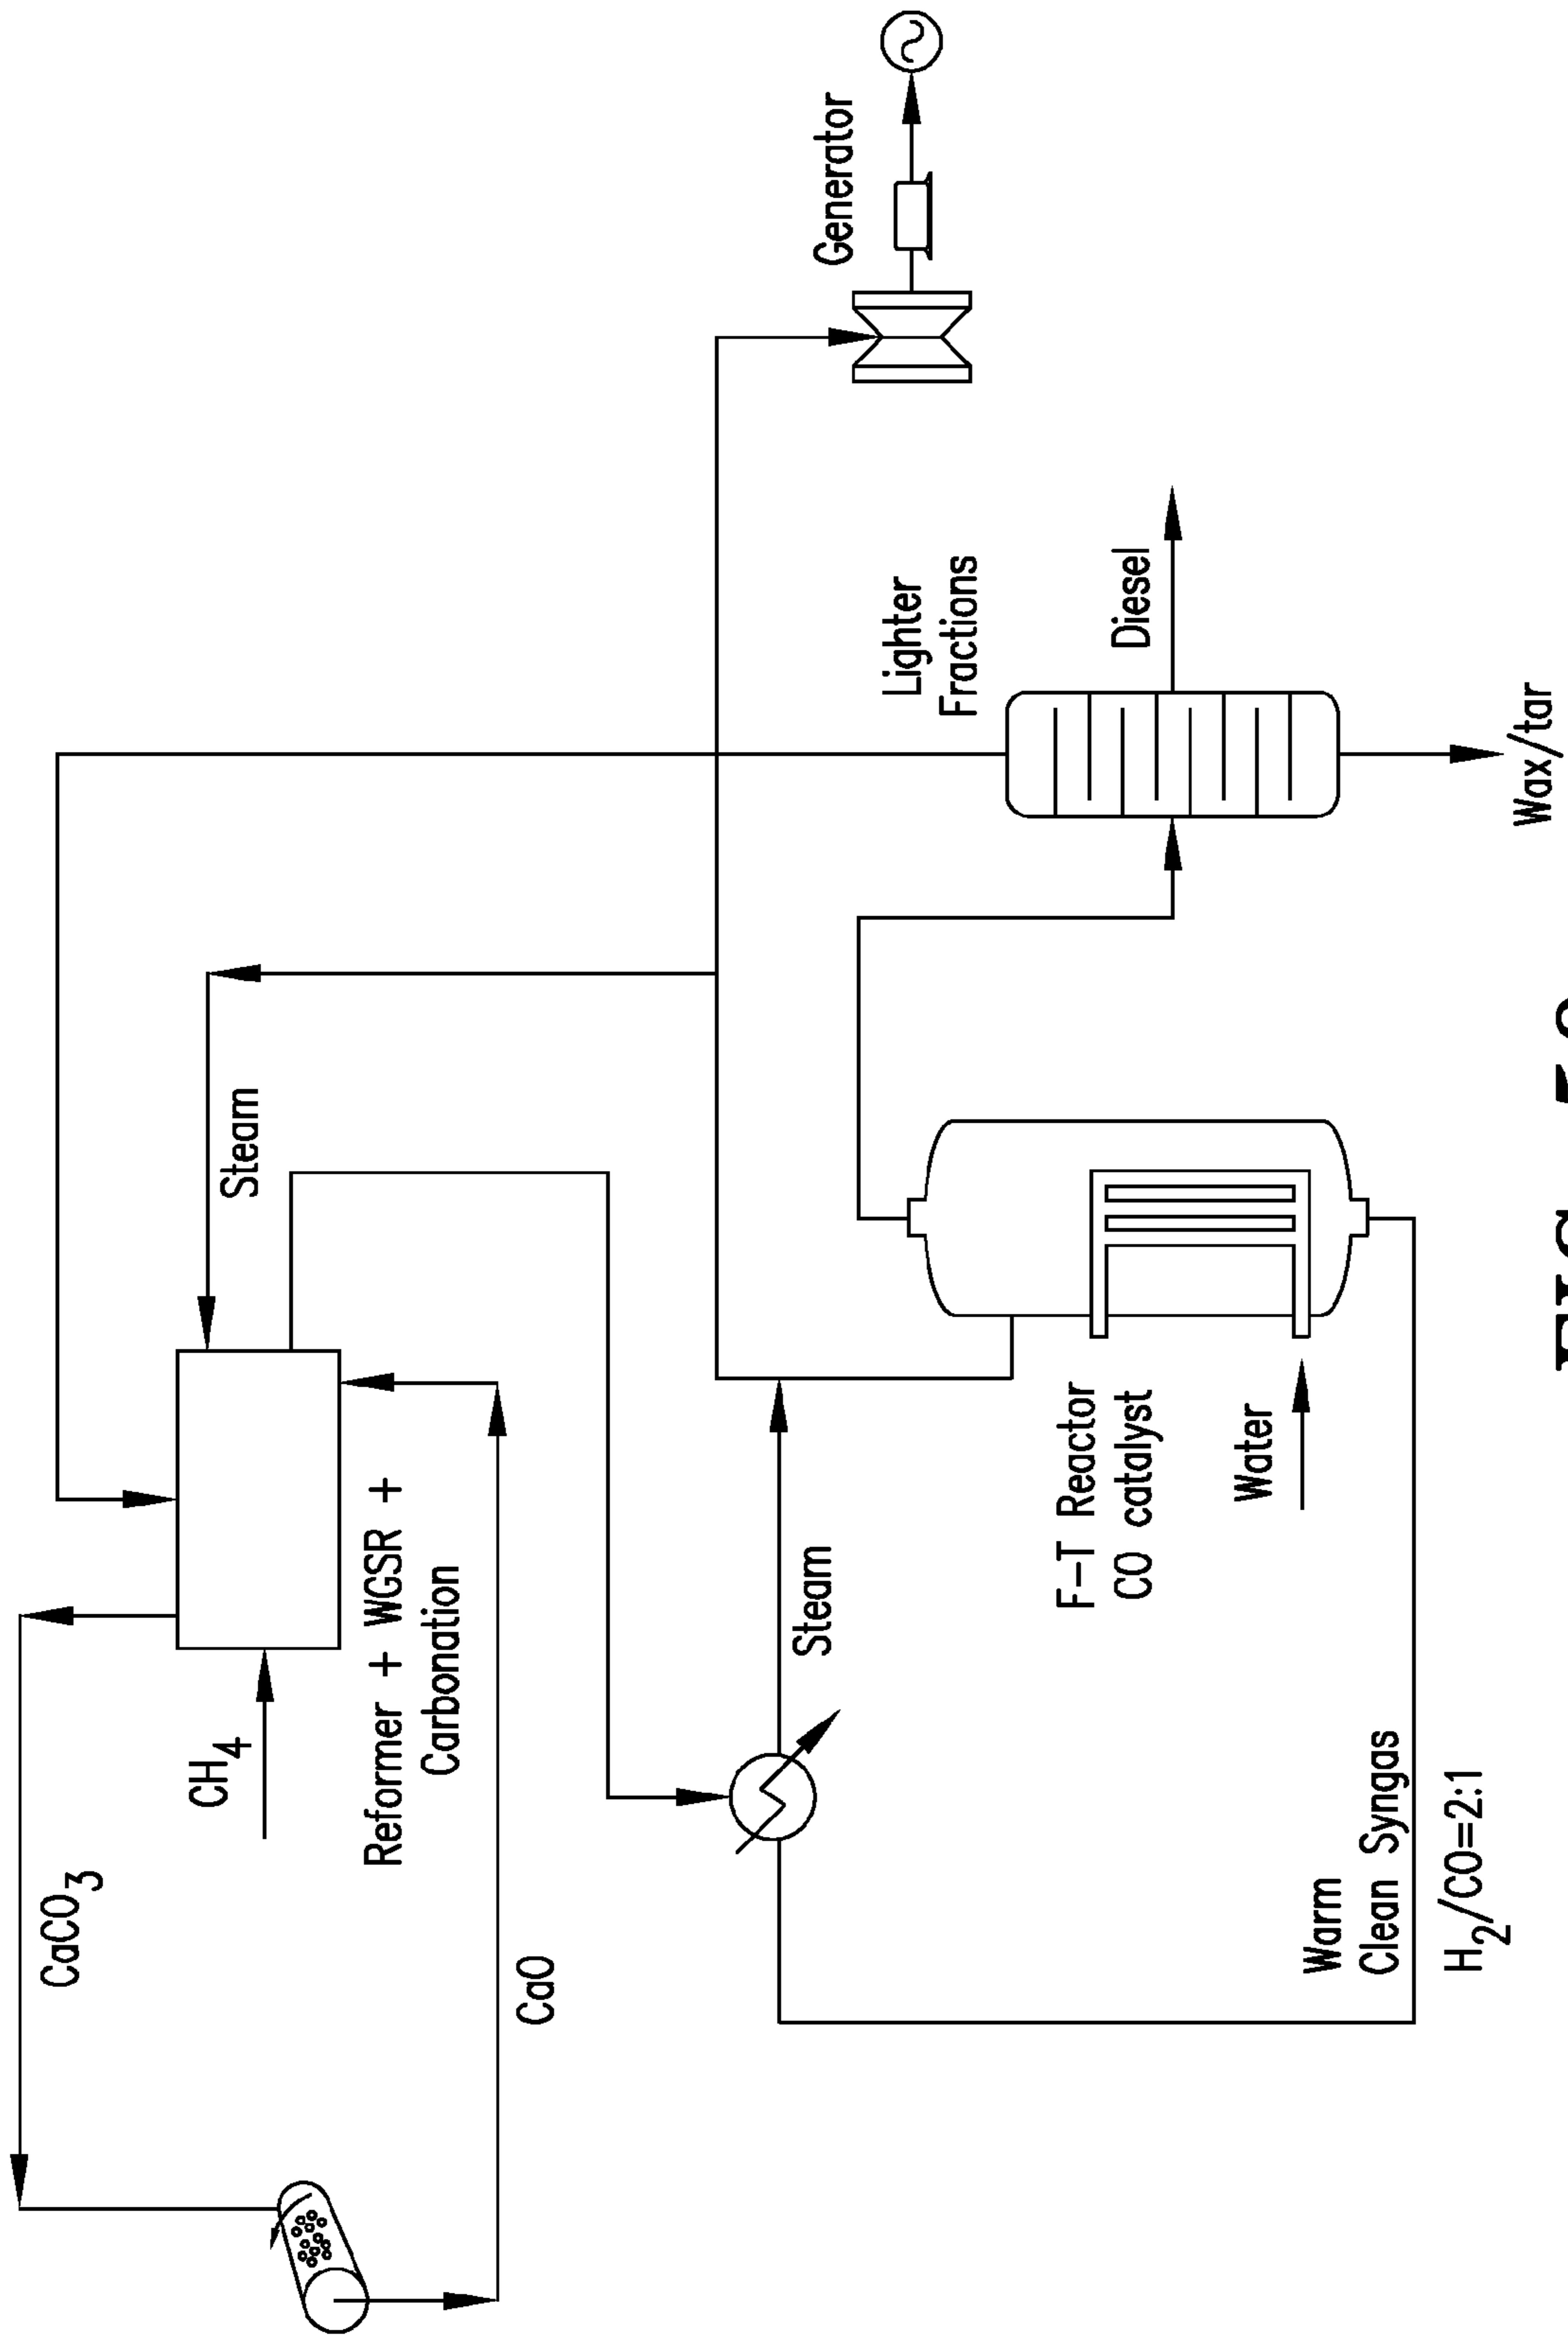 CaCO₃
CH₄
Steam
Reformer + WGSR +
Carbonation
CaO
Steam
Generator
Lighter
Fractions
F-T Reactor
CO catalyst
Diesel
Water
Warm
Clean Syngas
H₂/CO=2:1
Wax/tar